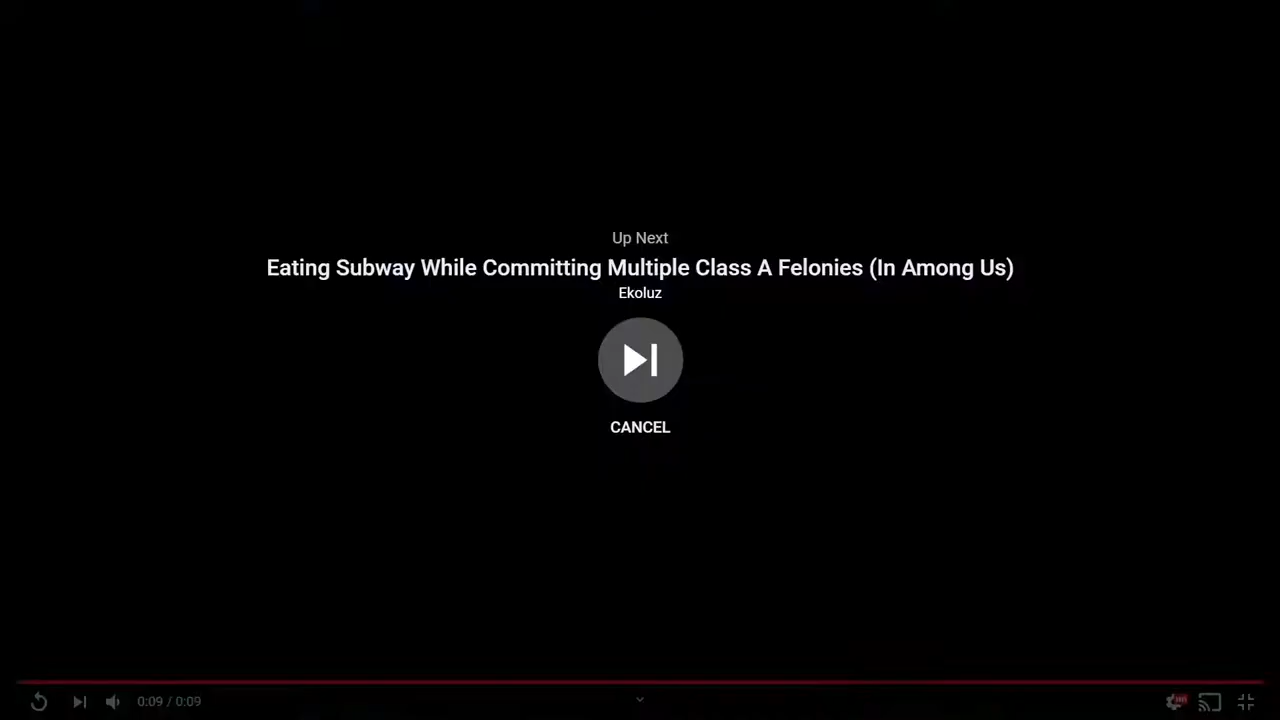 Up Next
Eating Subway While Committing Multiple Class A Felonies (In Among Us)
Ekoluz
CANCEL
0:09 / 0:09